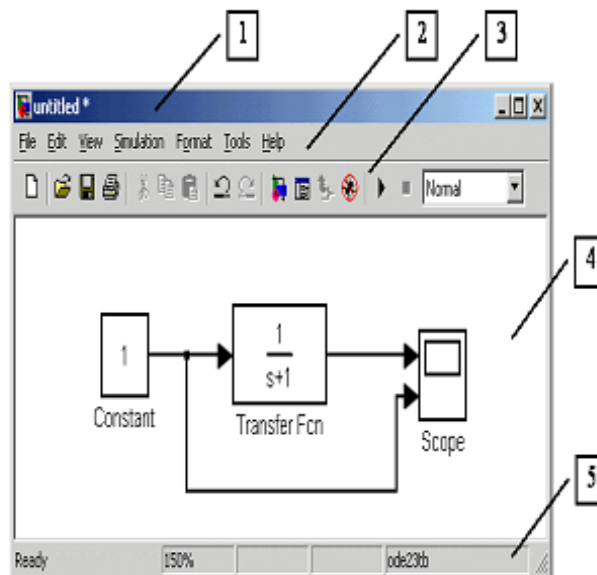 1 2 3
untitled *
File Edit View Simulation Format Tools Help
Normal
4
1
1
s+1
Constant
Transfer Fcn
Scope
5
Ready 150% ode23tb